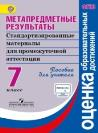 МЕТАПРЕДМЕТНЫЕ
РЕЗУЛЬТАТЫ
Стандартизированные
материалы
для промежуточной
аттестации
7
класс
Пособие для учителя
оценка
образовательных
достижений